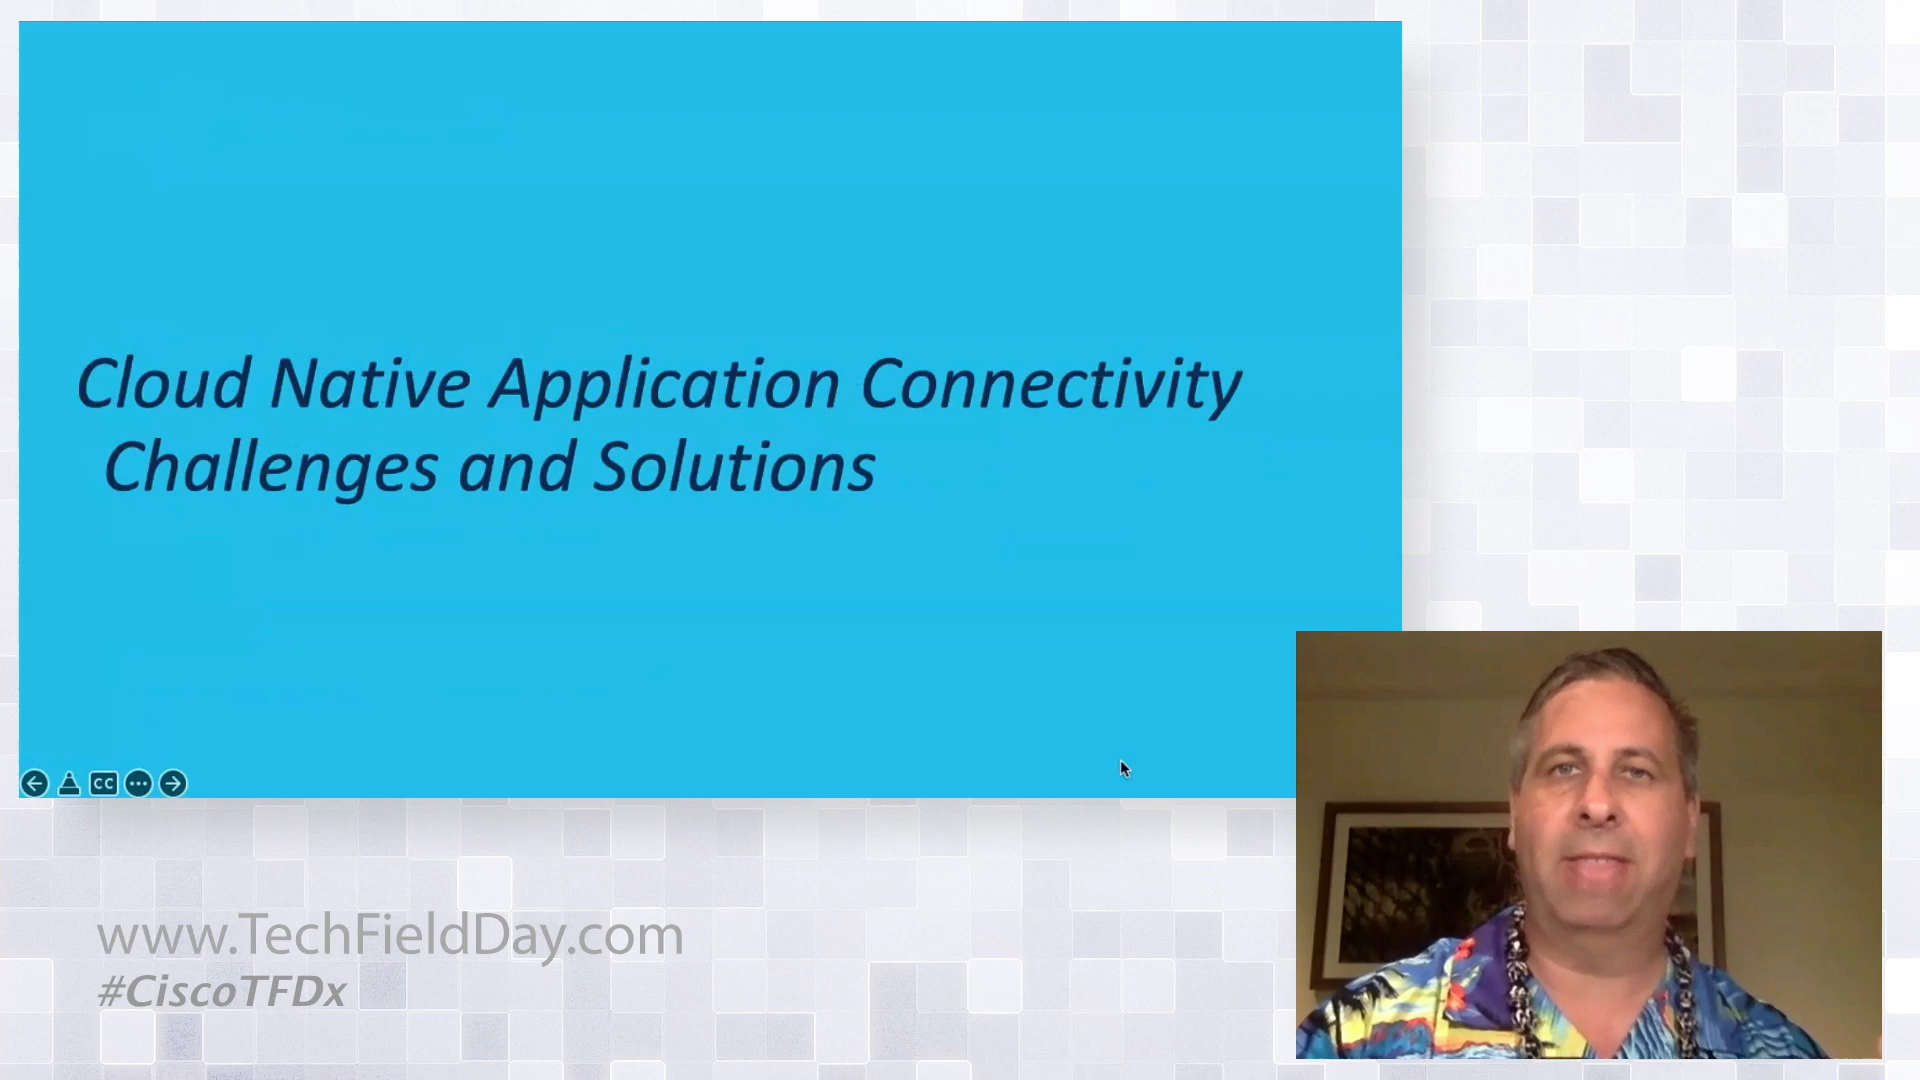 Cloud Native Application Connectivity
Challenges and Solutions
CC
www.TechFieldDay.com
#CiscoTFDx